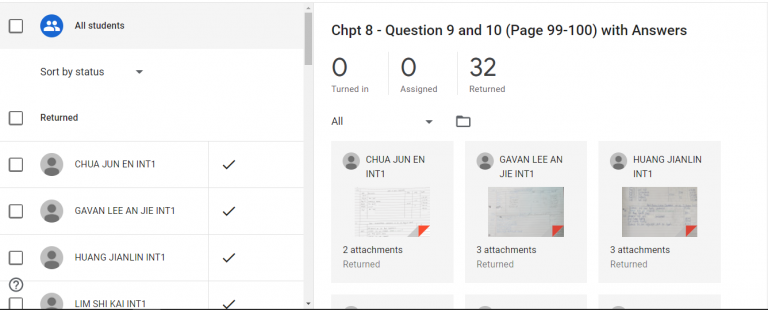 All students
Sort by status
Returned
CHUA JUN EN INT1
GAVAN LEE AN JIE INT1
HUANG JIANLIN INT1
LIM SHI KAI INT1
Chpt 8 - Question 9 and 10 (Page 99-100) with Answers
0
Turned in
0
Assigned
32
Returned
All
CHUA JUN EN
INT1
2 attachments
Returned
GAVAN LEE AN
JIE INT1
3 attachments
Returned
HUANG JIANLIN
INT1
3 attachments
Returned